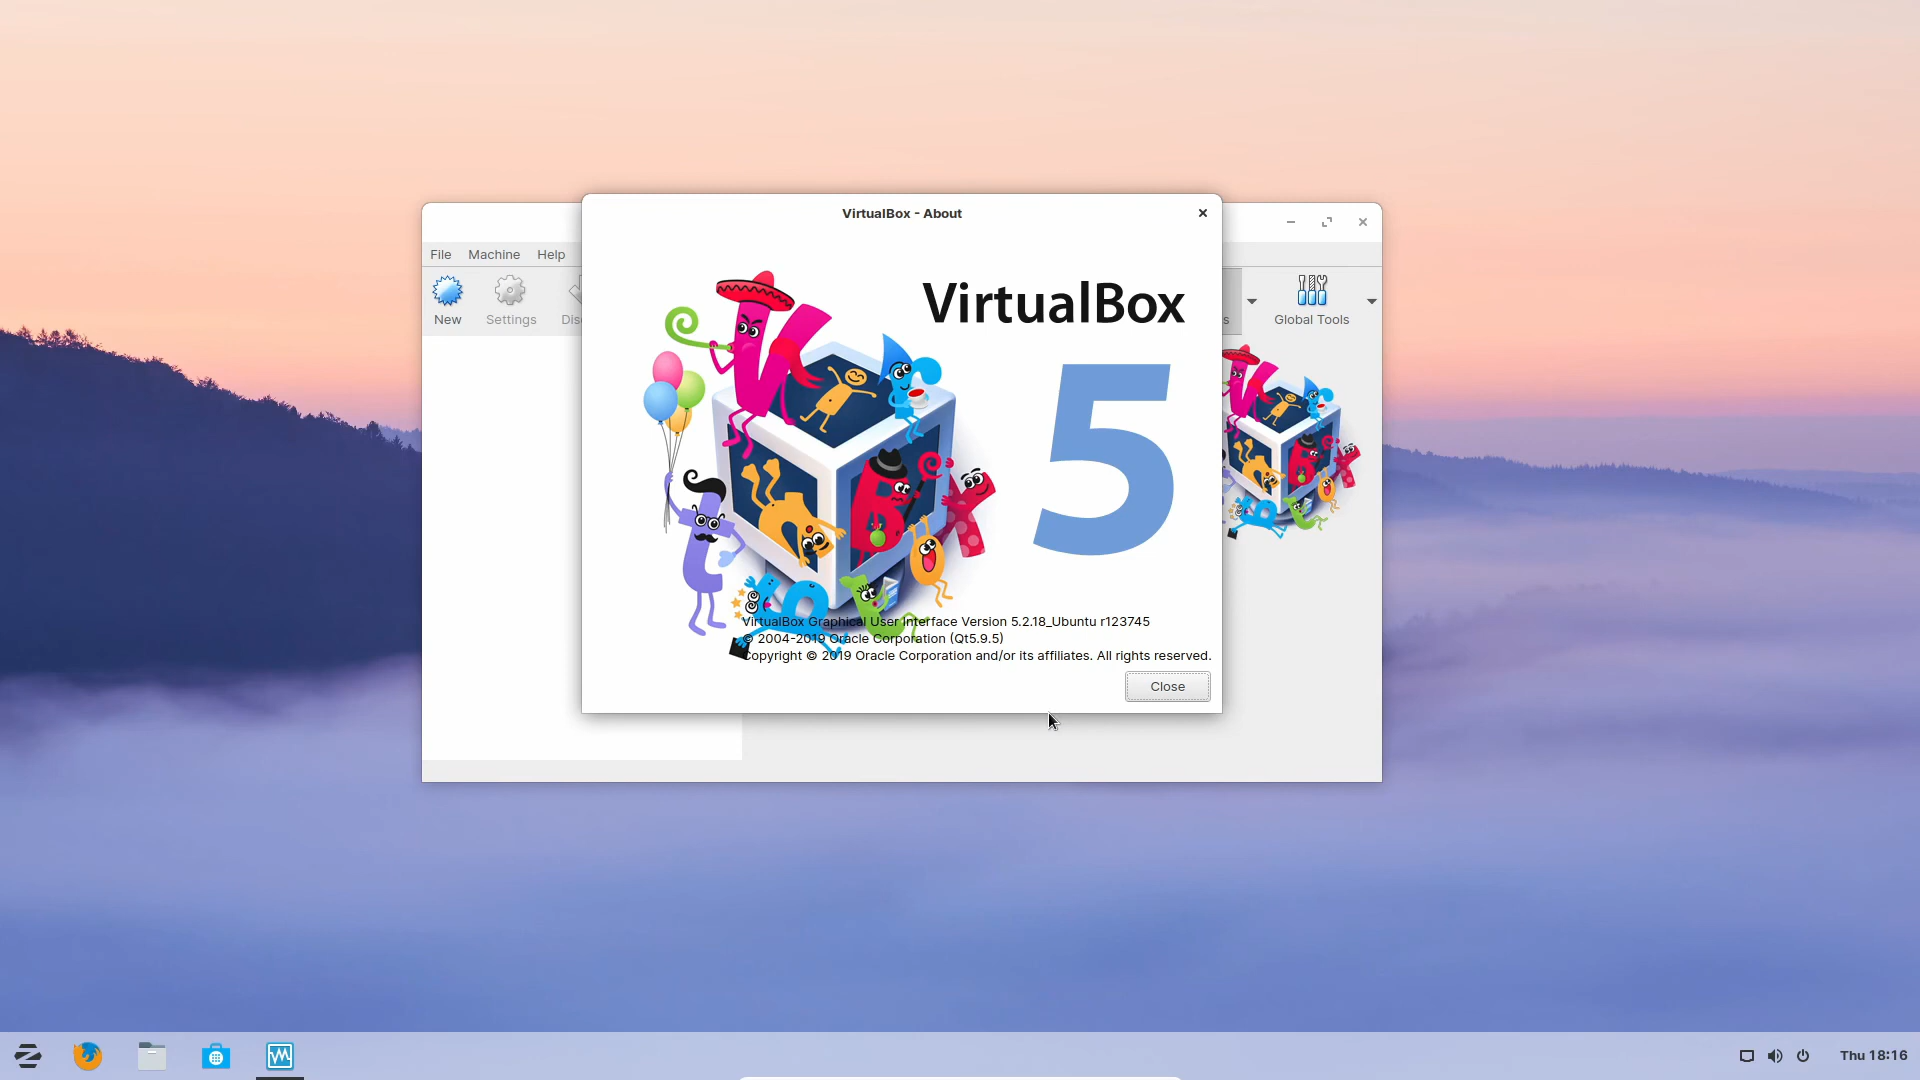 VirtualBox - About
File Machine Help
New Settings Dis
s Global Tools
VirtualBox
5
VirtualBox Graphical User Interface Version 5.2.18_Ubuntu r123745
© 2004-2019 Oracle Corporation (Qt5.9.5)
Copyright © 2019 Oracle Corporation and/or its affiliates. All rights reserved.
Close
Thu 18:16